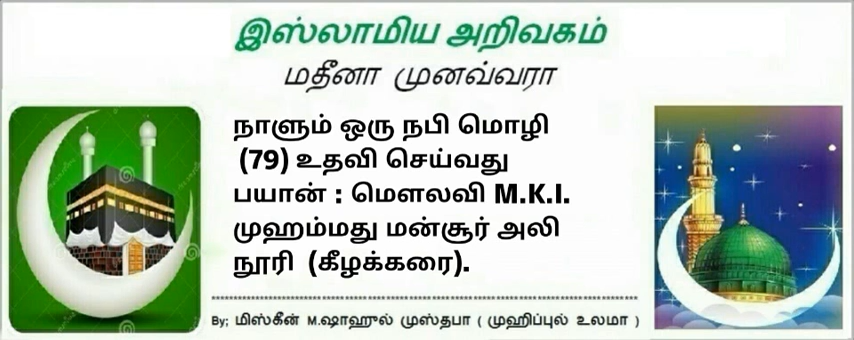 இஸ்லாமிய அறிவகம்
மதீனா முனவ்வரா
நாளும் ஒரு நபி மொழி
(79) உதவி செய்வது
பயான் : மௌலவி M.K.I.
முஹம்மது மன்சூர் அலி
நூரி (கீழக்கரை).
By; மிஸ்கீன் M.ஷாஹுல் முஸ்தபா ( முஹிப்புல் உலமா )